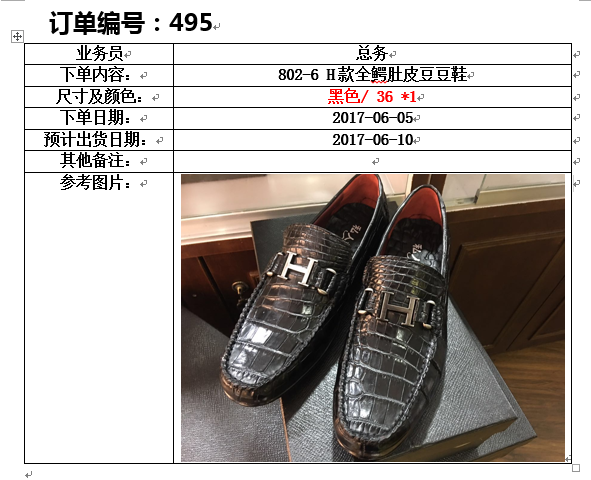 订单编号：495
业务员 总务
下单内容： 802-6 H款全鳄肚皮豆豆鞋
尺寸及颜色： 黑色/ 36 *1
下单日期： 2017-06-05
预计出货日期： 2017-06-10
其他备注：
参考图片：
H
H